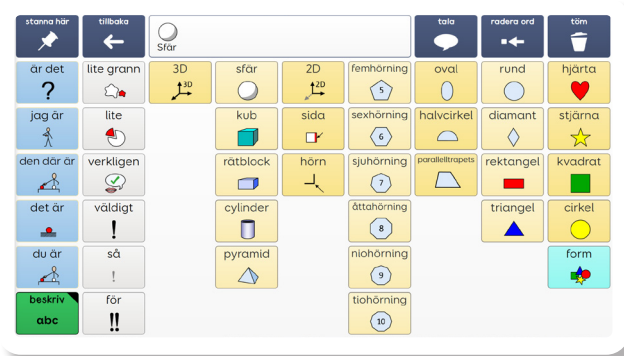 stanna här
tillbaka
Sfär
tala
radera ord
töm
är det
lite grann
3D
sfär
2D
femhörning
oval
rund
hjärta
?
3D
2D
5
jag är
lite
kub
sida
sexhörning
halvcirkel
diamant
stjärna
6
den där är
verkligen
rätblock
hörn
sjuhörning
parallelltrapets
rektangel
kvadrat
7
det är
väldigt
cylinder
åttahörning
triangel
cirkel
!
8
du är
så
pyramid
niohörning
form
!
9
beskriv
för
tiohörning
abc
!!
10